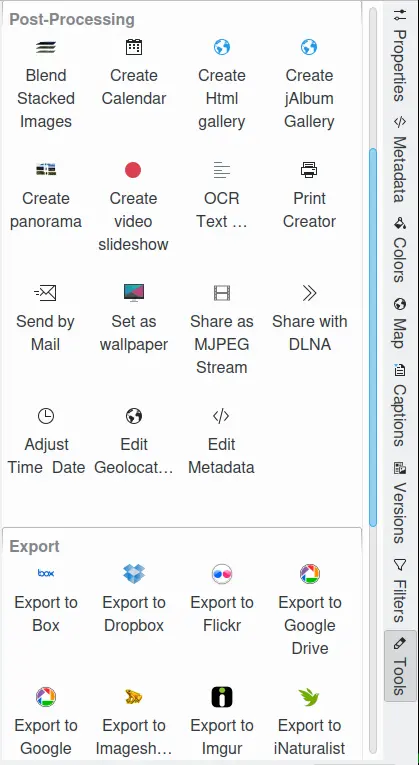 Post-Processing
Blend Stacked Images
Create Calendar
Create Html gallery
Create jAlbum Gallery
Create panorama
Create video slideshow
OCR Text ...
Print Creator
Send by Mail
Set as wallpaper
Share as MJPEG Stream
Share with DLNA
Adjust Time Date
Edit Geolocat...
Edit Metadata
Export
box
Export to Box
Export to Dropbox
Export to Flickr
Export to Google Drive
Export to Google
Export to Imagesh...
Export to Imgur
Export to iNaturalist
Properties
Metadata
Colors
Map
Captions
Versions
Filters
Tools